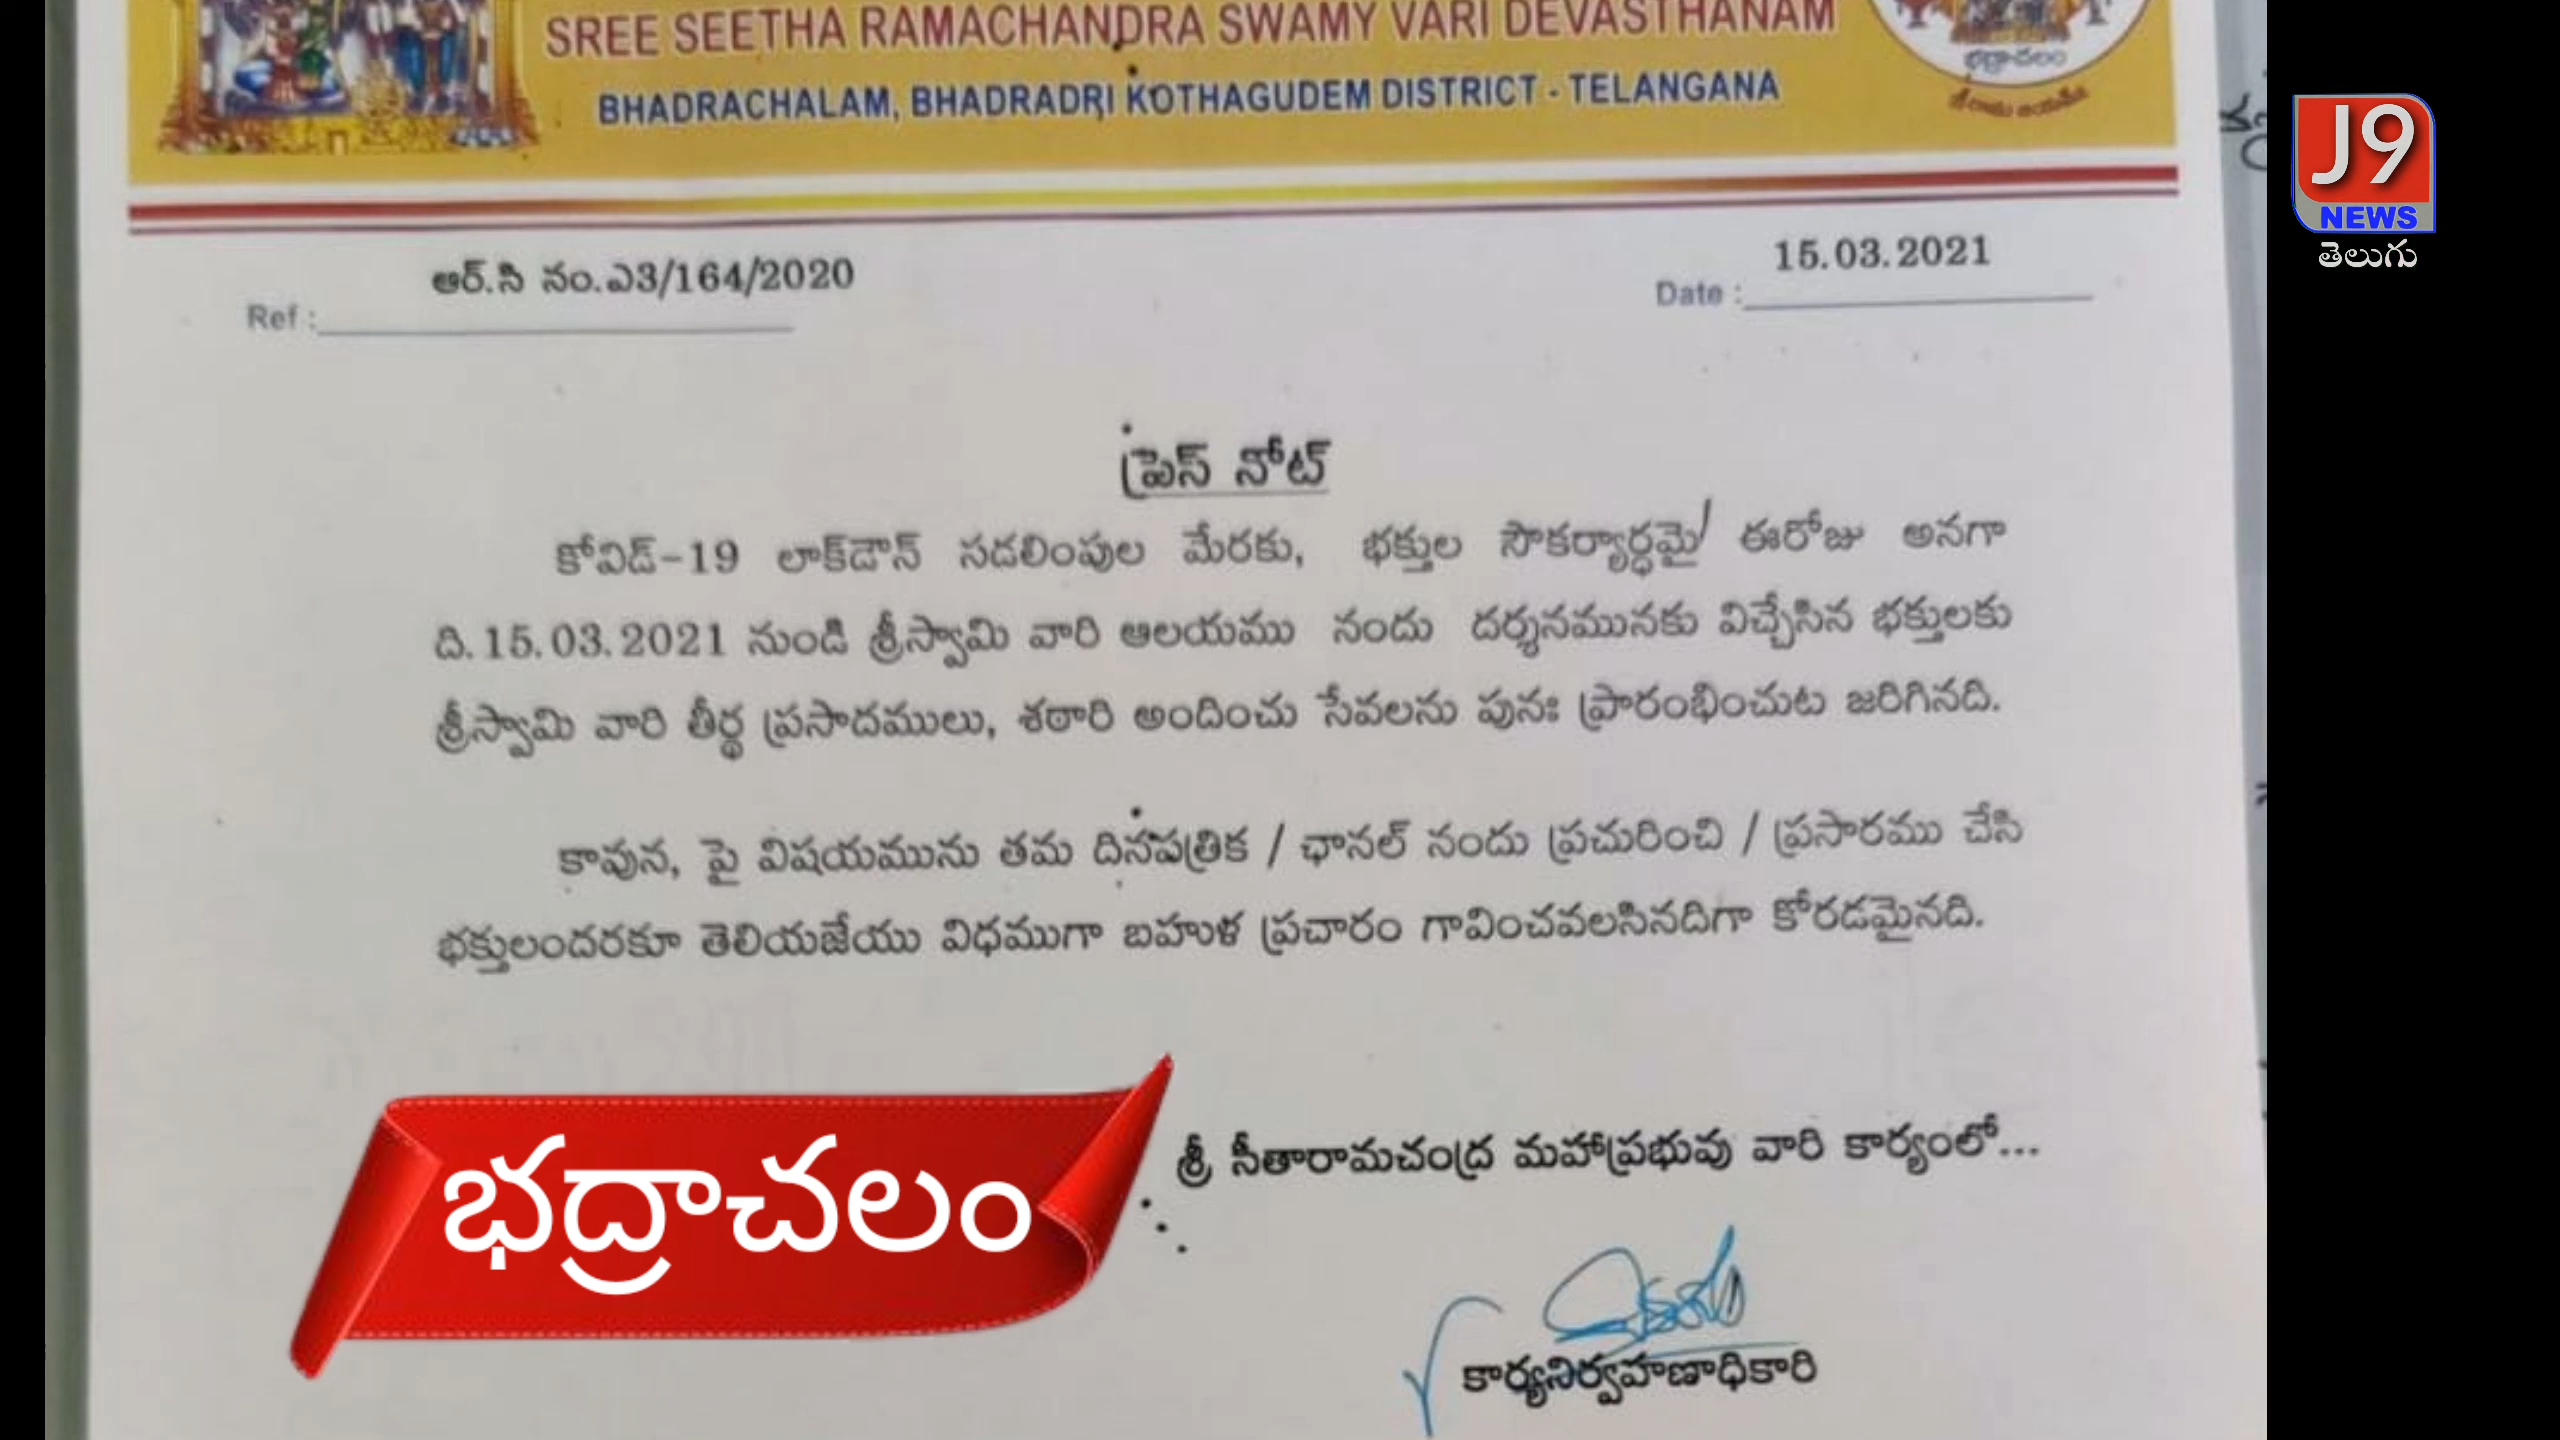 SREE SEETHA RAMACHANDRA SWAMY VARI DEVASTHANAM
BHADRACHALAM, BHADRADRI KOTHAGUDEM DISTRICT - TELANGANA
భద్రాచలం
J9
NEWS
తెలుగు
ఆర్.సి నం.ఎ3/164/2020
Ref :
15.03.2021
Date :
ప్రెస్ నోట్
కోవిడ్-19 లాక్‌డౌన్ సడలింపుల మేరకు, భక్తుల సౌకర్యార్థమై ఈరోజు అనగా
ది.15.03.2021 నుండి శ్రీస్వామి వారి ఆలయము నందు దర్శనమునకు విచ్చేసిన భక్తులకు
శ్రీస్వామి వారి తీర్థ ప్రసాదములు, శఠారి అందించు సేవలను పునః ప్రారంభించుట జరిగినది.
కావున, పై విషయమును తమ దినపత్రిక / ఛానల్ నందు ప్రచురించి / ప్రసారము చేసి
భక్తులందరకూ తెలియజేయు విధముగా బహుళ ప్రచారం గావించవలసినదిగా కోరడమైనది.
భద్రాచలం
శ్రీ సీతారామచంద్ర మహాప్రభువు వారి కార్యంలో...
కార్యనిర్వహణాధికారి